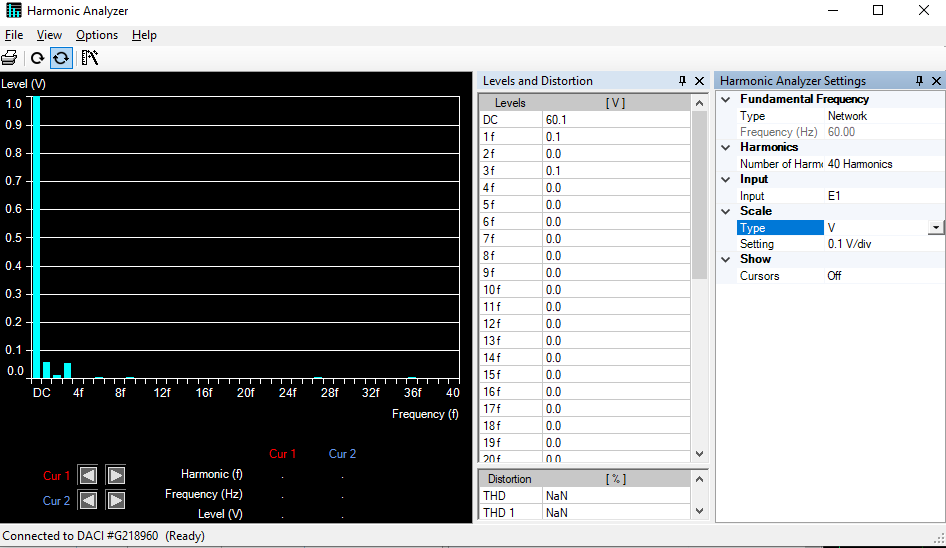 Harmonic Analyzer
File View Options Help
Level (V)
1.0
0.9
0.8
0.7
0.6
0.5
0.4
0.3
0.2
0.1
0.0
DC 4f 8f 12f 16f 20f 24f 28f 32f 36f 40
Frequency (f)
Cur 1 Cur 2
Cur 1
Cur 2
Harmonic (f) . .
Frequency (Hz) . .
Level (V) . .
Levels and Distortion
Levels [ V ]
DC 60.1
1f 0.1
2f 0.0
3f 0.1
4f 0.0
5f 0.0
6f 0.0
7f 0.0
8f 0.0
9f 0.0
10f 0.0
11f 0.0
12f 0.0
13f 0.0
14f 0.0
15f 0.0
16f 0.0
17f 0.0
18f 0.0
19f 0.0
20f 0.0
Distortion [ % ]
THD NaN
THD 1 NaN
Harmonic Analyzer Settings
Fundamental Frequency
Type Network
Frequency (Hz) 60.00
Harmonics
Number of Harmo 40 Harmonics
Input
Input E1
Scale
Type V
Setting 0.1 V/div
Show
Cursors Off
Connected to DACI #G218960 (Ready)